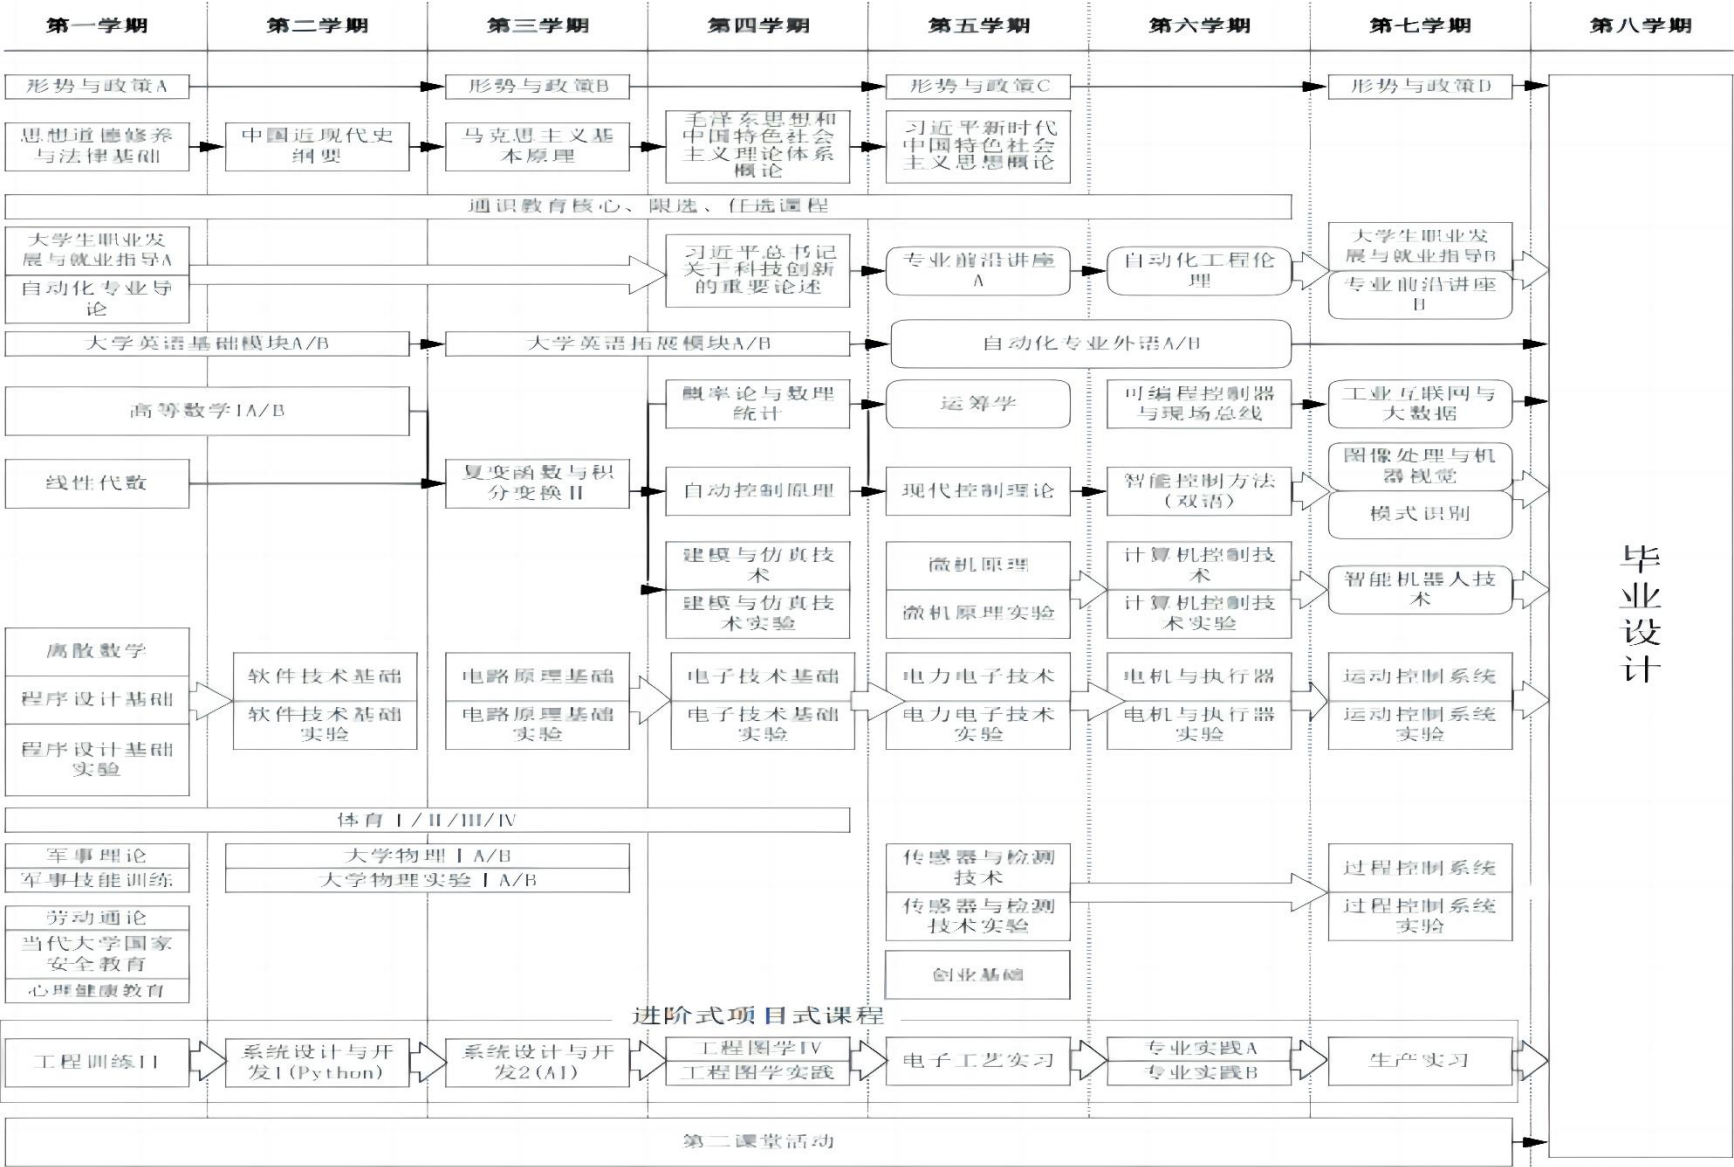 第一学期
第二学期
第三学期
第四学期
第五学期
第六学期
第七学期
第八学期
形势与政策A
形势与政策B
形势与政策C
形势与政策D
思想道德修养
与法律基础
中国近现代史
纲要
马克思主义基
本原理
毛泽东思想和
中国特色社会
主义理论体系
概论
习近平新时代
中国特色社会
主义思想概论
通识教育核心、限选、任选课程
大学生职业发
展与就业指导A
自动化专业导
论
习近平总书记
关于科技创新
的重要论述
专业前沿讲座
A
自动化工程伦
理
大学生职业发
展与就业指导B
专业前沿讲座
B
大学英语基础模块A/B
大学英语拓展模块A/B
自动化专业外语A/B
高等数学IA/B
概率论与数理
统计
运筹学
可编程控制器
与现场总线
工业互联网与
大数据
线性代数
复变函数与积
分变换II
自动控制原理
现代控制理论
智能控制方法
(双语)
图像处理与机
器视觉
模式识别
建模与仿真技
术
建模与仿真技
术实验
微机原理
微机原理实验
计算机控制技
术
计算机控制技
术实验
智能机器人技
术
毕
业
设
计
离散数学
程序设计基础
程序设计基础
实验
软件技术基础
软件技术基础
实验
电路原理基础
电路原理基础
实验
电子技术基础
电子技术基础
实验
电力电子技术
电力电子技术
实验
电机与执行器
电机与执行器
实验
运动控制系统
运动控制系统
实验
体育 I/II/III/IV
军事理论
军事技能训练
大学物理 I A/B
大学物理实验 I A/B
传感器与检测
技术
传感器与检测
技术实验
过程控制系统
过程控制系统
实验
劳动通论
当代大学国家
安全教育
心理健康教育
创业基础
进阶式项目式课程
工程训练II
系统设计与开
发1(Python)
系统设计与开
发2(AI)
工程图学IV
工程图学实践
电子工艺实习
专业实践A
专业实践B
生产实习
第二课堂活动